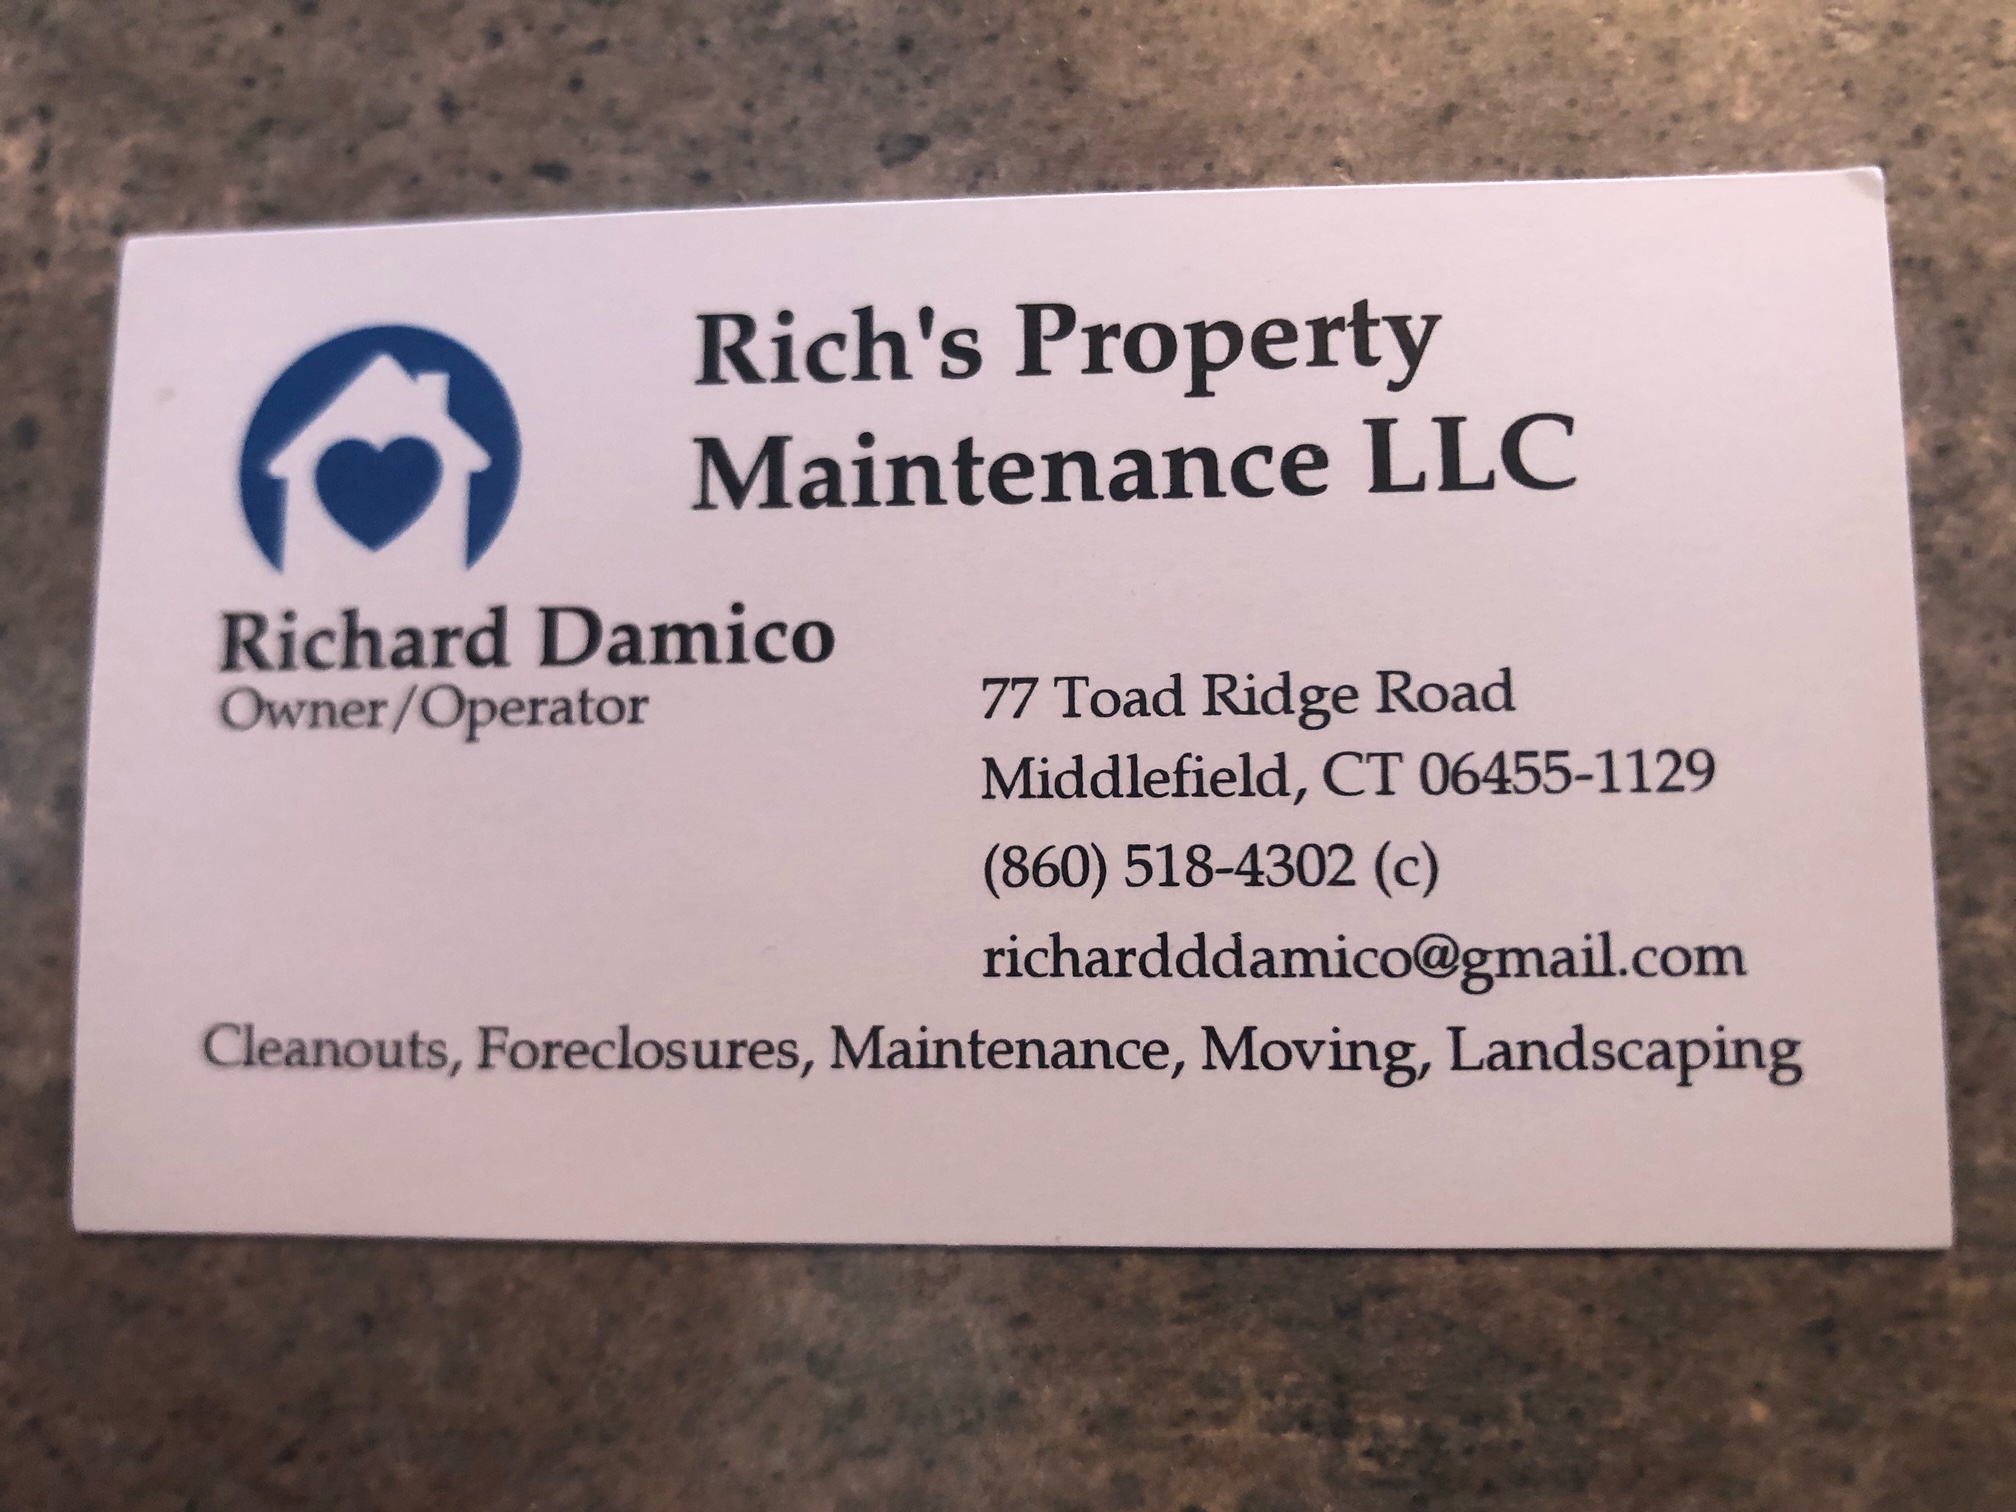 Rich's Property
Maintenance LLC
Richard Damico
Owner/Operator
77 Toad Ridge Road
Middlefield, CT 06455-1129
(860) 518-4302 (c)
richardddamico@gmail.com
Cleanouts, Foreclosures, Maintenance, Moving, Landscaping